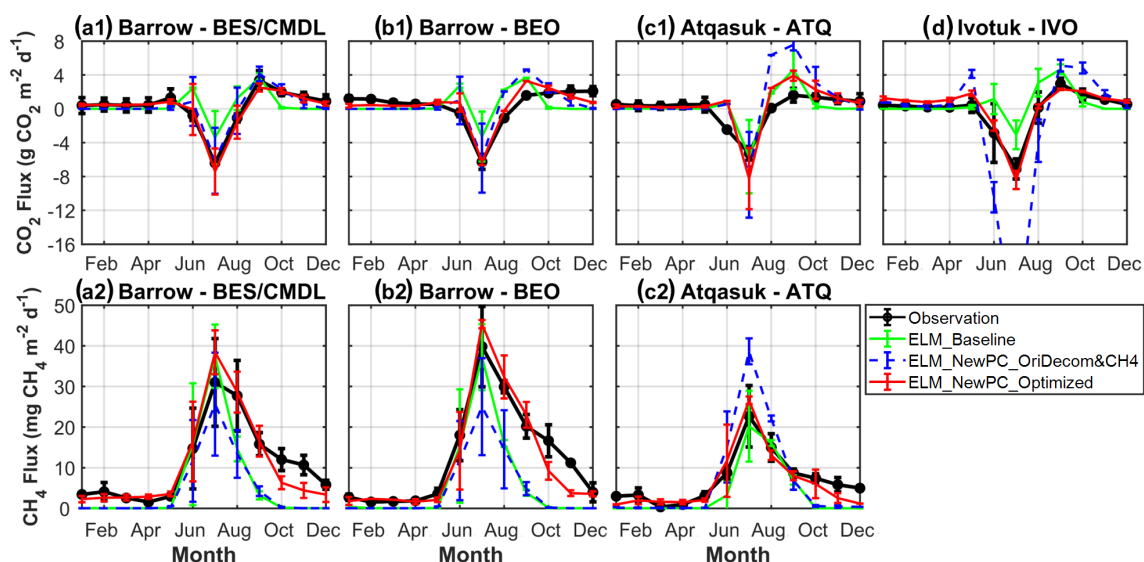 (a1) Barrow - BES/CMDL
(b1) Barrow - BEO
(c1) Atqasuk - ATQ
(d) Ivotuk - IVO
CO2 Flux (g CO2 m-2 d-1)
8
4
0
-4
-8
-12
-16
Feb Apr Jun Aug Oct Dec
Feb Apr Jun Aug Oct Dec
Feb Apr Jun Aug Oct Dec
Feb Apr Jun Aug Oct Dec
(a2) Barrow - BES/CMDL
(b2) Barrow - BEO
(c2) Atqasuk - ATQ
CH4 Flux (mg CH4 m-2 d-1)
50
40
30
20
10
0
Feb Apr Jun Aug Oct Dec
Feb Apr Jun Aug Oct Dec
Feb Apr Jun Aug Oct Dec
Month
Month
Month
Observation
ELM_Baseline
ELM_NewPC_OriDecom&CH4
ELM_NewPC_Optimized